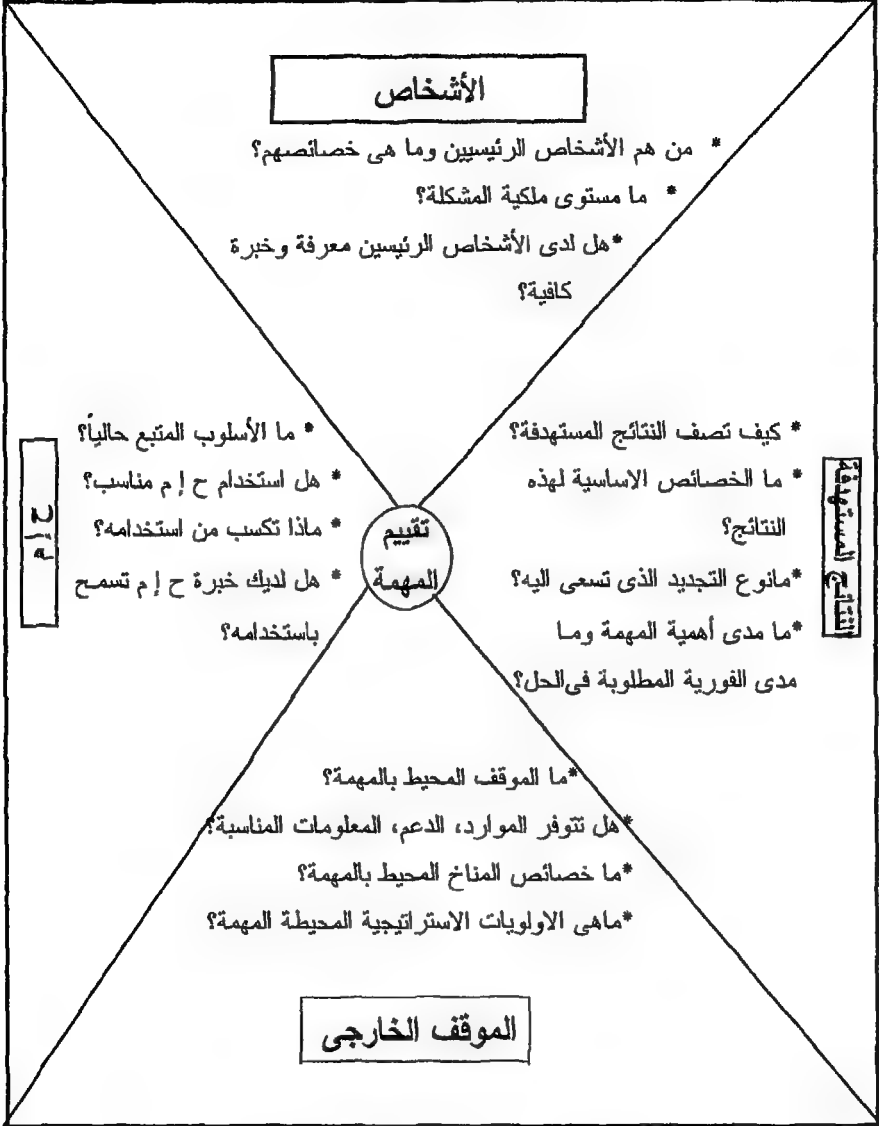 الأشخاص
* من هم الأشخاص الرئيسيين وما هى خصائصهم؟
* ما مستوى ملكية المشكلة؟
*هل لدى الأشخاص الرئيسين معرفة وخبرة
كافية؟
النتائج المستهدفة
* كيف تصف النتائج المستهدفة؟
* ما الخصائص الاساسية لهذه
النتائج؟
*مانوع التجديد الذى تسعى اليه؟
*ما مدى أهمية المهمة وما
مدى الفورية المطلوبة فى الحل؟
تقييم
المهمة
* ما الأسلوب المتبع حالياً؟
* هل استخدام ح إ م مناسب؟
* ماذا تكسب من استخدامه؟
* هل لديك خبرة ح إ م تسمح
باستخدامه؟
ح إ م
*ما الموقف المحيط بالمهمة؟
*هل تتوفر الموارد، الدعم، المعلومات المناسبة؟
*ما خصائص المناخ المحيط بالمهمة؟
*ماهى الاولويات الاستراتيجية المحيطة المهمة؟
الموقف الخارجى